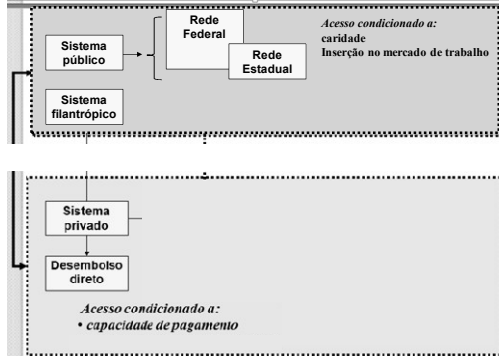 Rede
Federal
Acesso condicionado a:
caridade
Inserção no mercado de trabalho
Sistema
público
Rede
Estadual
Sistema
filantrópico
Sistema
privado
Desembolso
direto
Acesso condicionado a:
• capacidade de pagamento